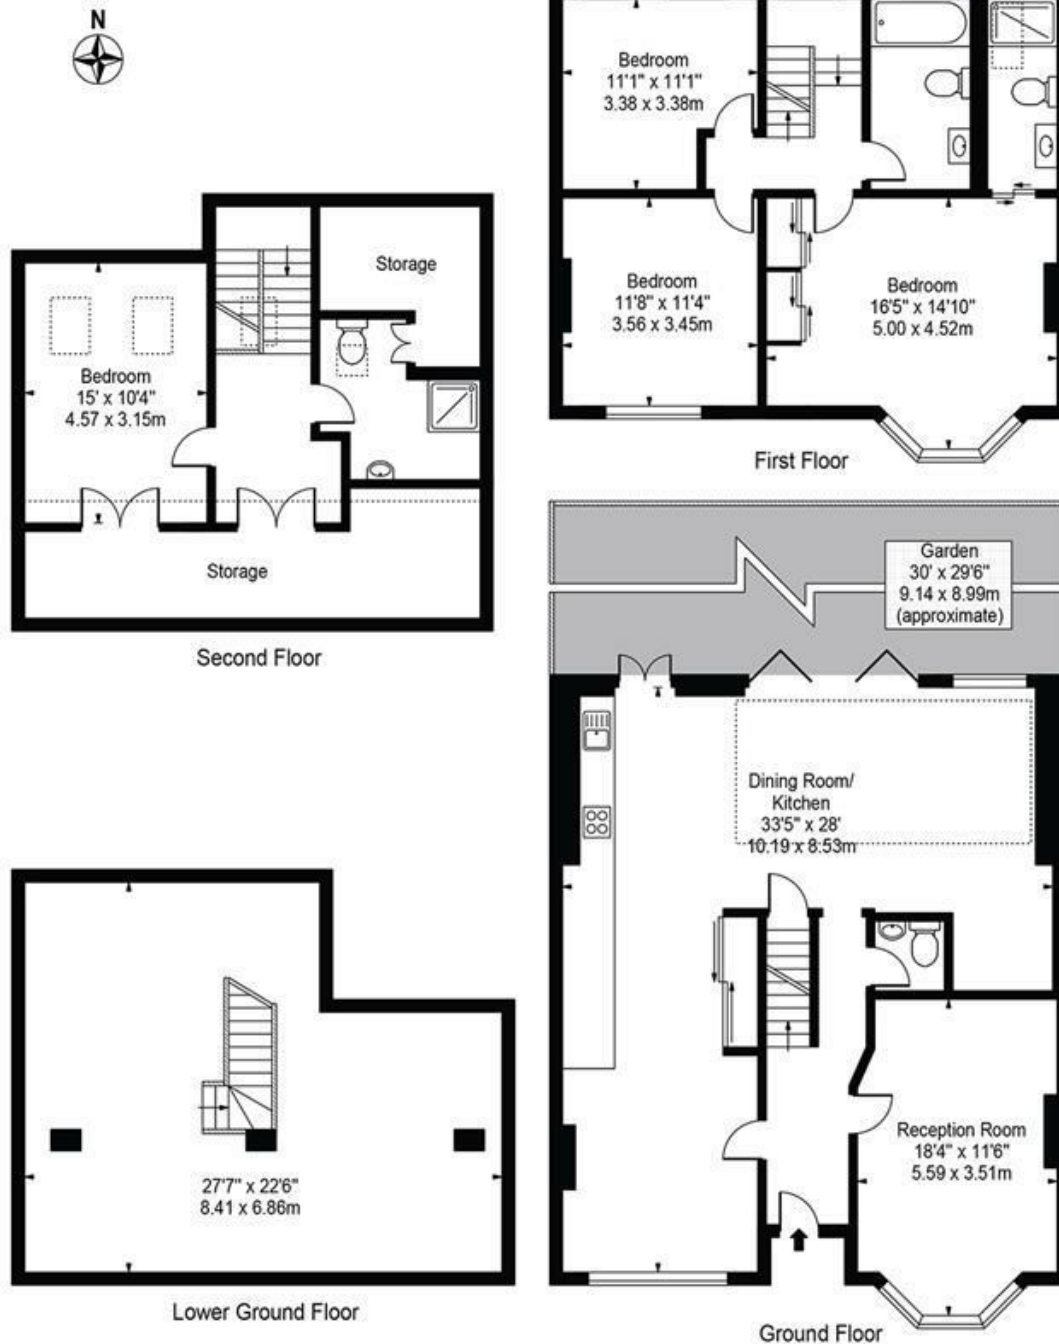 N
Bedroom
11'1" x 11'1"
3.38 x 3.38m
Bedroom
11'8" x 11'4"
3.56 x 3.45m
Bedroom
16'5" x 14'10"
5.00 x 4.52m
First Floor
Storage
Bedroom
15' x 10'4"
4.57 x 3.15m
Storage
Second Floor
Garden
30' x 29'6"
9.14 x 8.99m
(approximate)
Dining Room/
Kitchen
33'5" x 28'
10.19 x 8.53m
Reception Room
18'4" x 11'6"
5.59 x 3.51m
Ground Floor
27'7" x 22'6"
8.41 x 6.86m
Lower Ground Floor